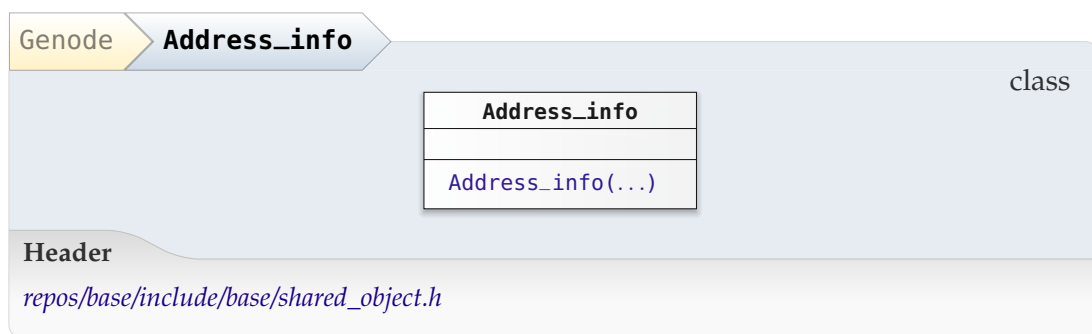 Genode Address_info
class
Address_info
Address_info(...)
Header
repos/base/include/base/shared_object.h